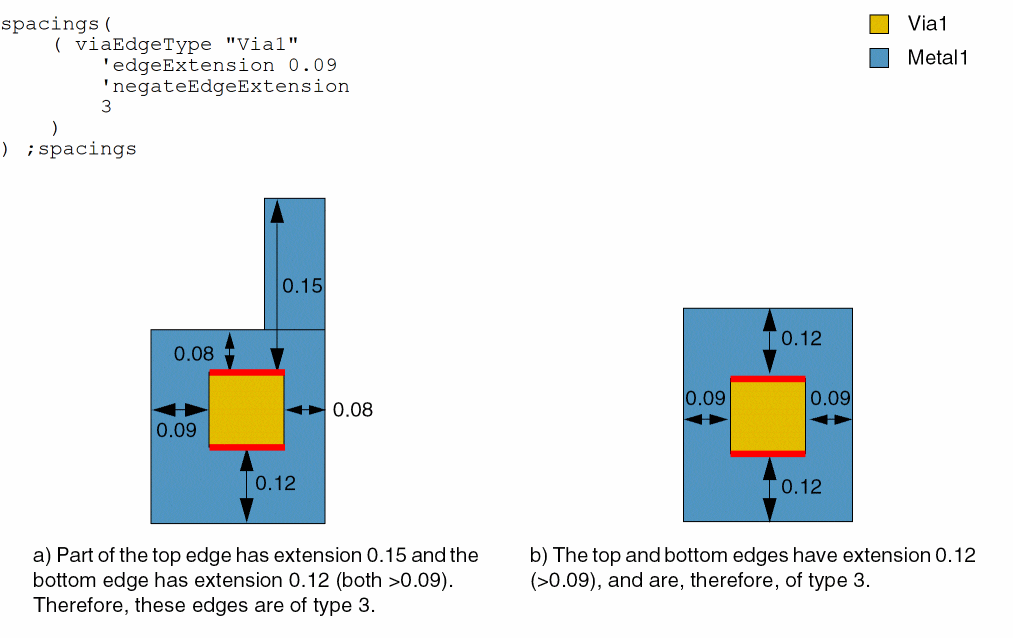 spacings(
    ( viaEdgeType "Via1"
        'edgeExtension 0.09
        'negateEdgeExtension
        3
    )
) ;spacings
Via1
Metal1
0.15
0.08
0.09
0.08
0.12
0.12
0.09
0.09
0.12
a) Part of the top edge has extension 0.15 and the
bottom edge has extension 0.12 (both >0.09).
Therefore, these edges are of type 3.
b) The top and bottom edges have extension 0.12
(>0.09), and are, therefore, of type 3.